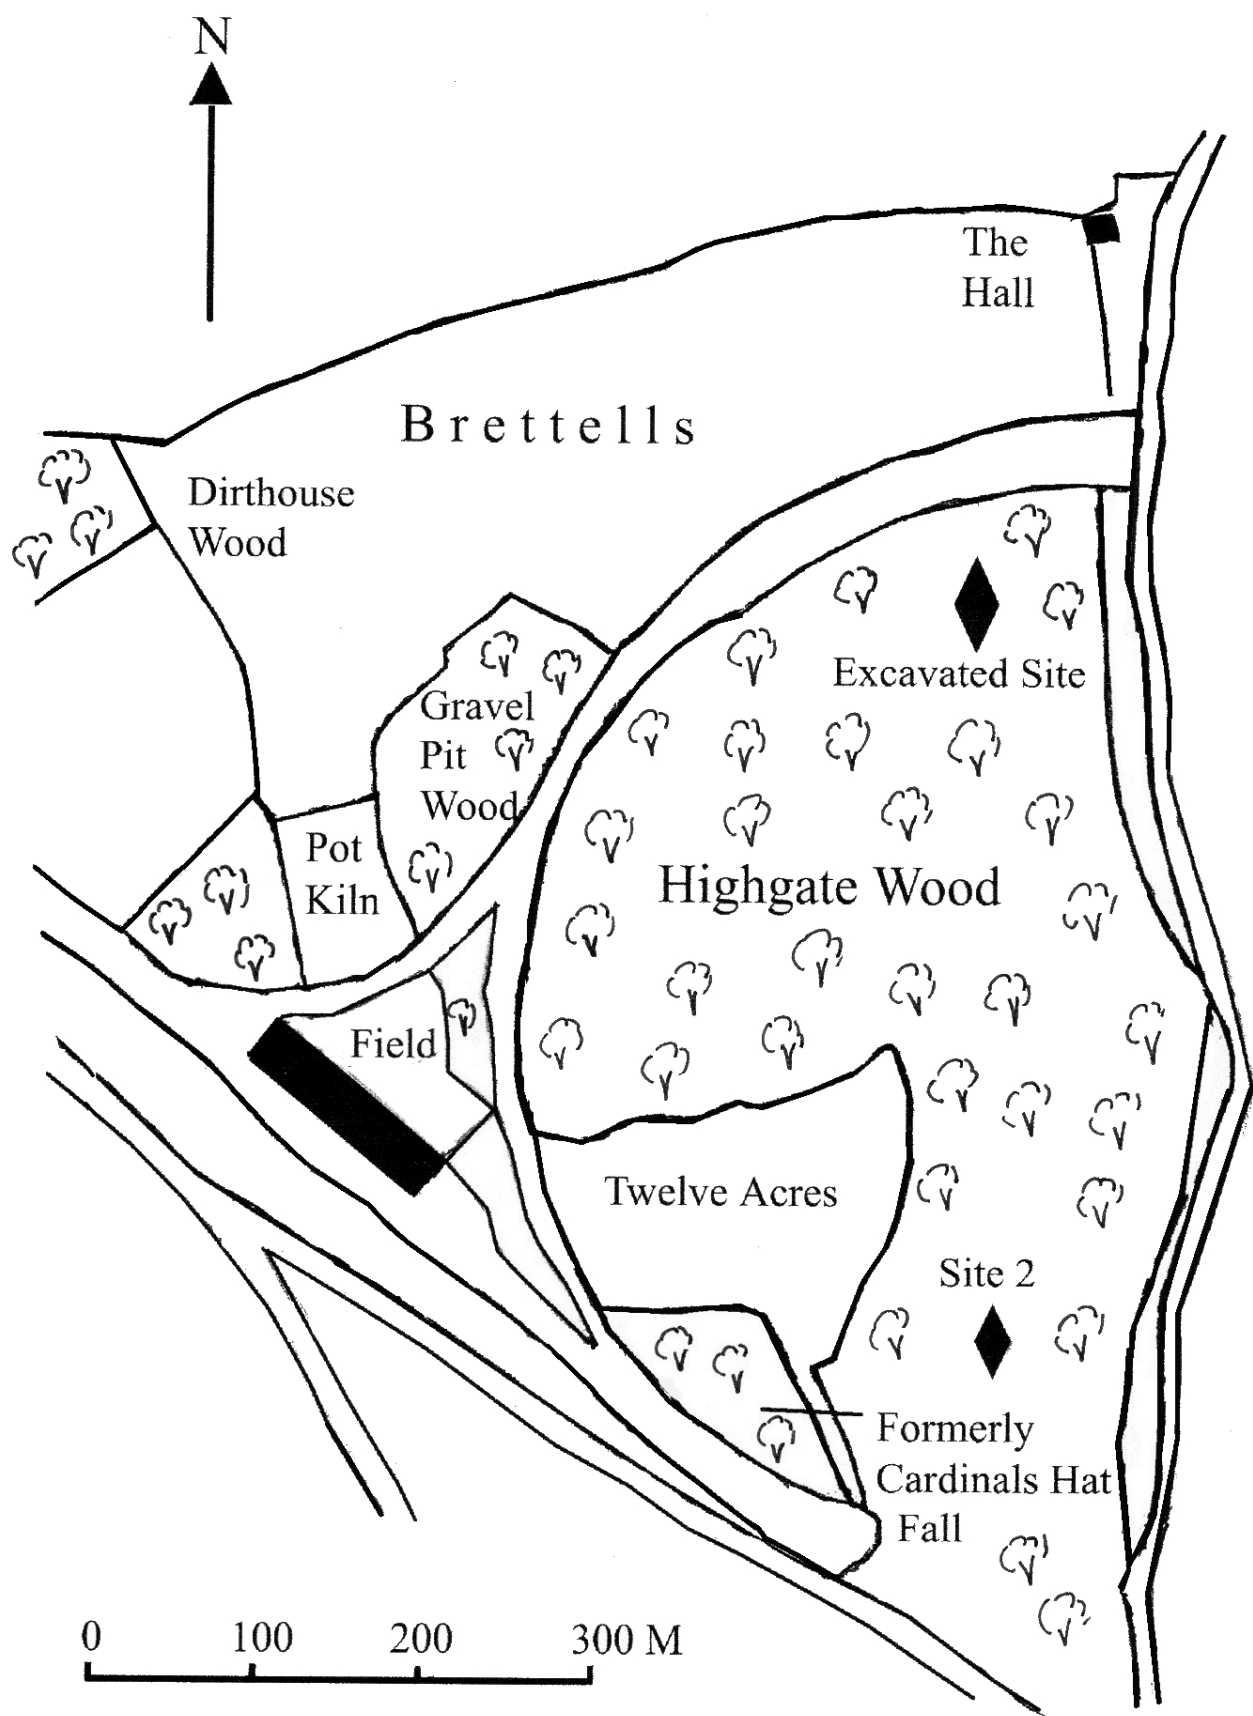 N
The
Hall
Brettells
Dirthouse
Wood
Excavated Site
Gravel
Pit
Wood
Pot
Kiln
Highgate Wood
Field
Twelve Acres
Site 2
Formerly
Cardinals Hat
Fall
0 100 200 300 M